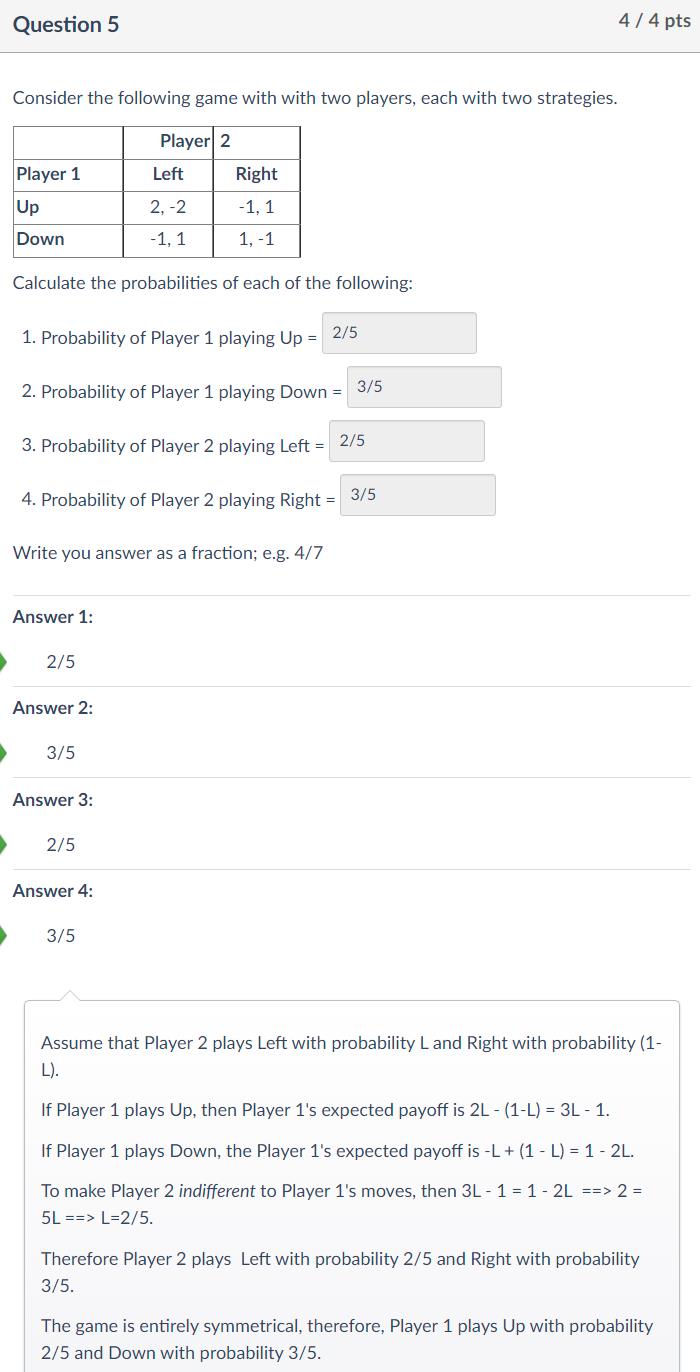 Question 5
4 / 4 pts
Consider the following game with with two players, each with two strategies.
Player 2
Player 1 Left Right
Up 2, -2 -1, 1
Down -1, 1 1, -1
Calculate the probabilities of each of the following:
1. Probability of Player 1 playing Up = 2/5
2. Probability of Player 1 playing Down = 3/5
3. Probability of Player 2 playing Left = 2/5
4. Probability of Player 2 playing Right = 3/5
Write you answer as a fraction; e.g. 4/7
Answer 1:
2/5
Answer 2:
3/5
Answer 3:
2/5
Answer 4:
3/5
Assume that Player 2 plays Left with probability L and Right with probability (1-
L).
If Player 1 plays Up, then Player 1's expected payoff is 2L - (1-L) = 3L - 1.
If Player 1 plays Down, the Player 1's expected payoff is -L + (1 - L) = 1 - 2L.
To make Player 2 indifferent to Player 1's moves, then 3L - 1 = 1 - 2L ==> 2 =
5L ==> L=2/5.
Therefore Player 2 plays Left with probability 2/5 and Right with probability
3/5.
The game is entirely symmetrical, therefore, Player 1 plays Up with probability
2/5 and Down with probability 3/5.